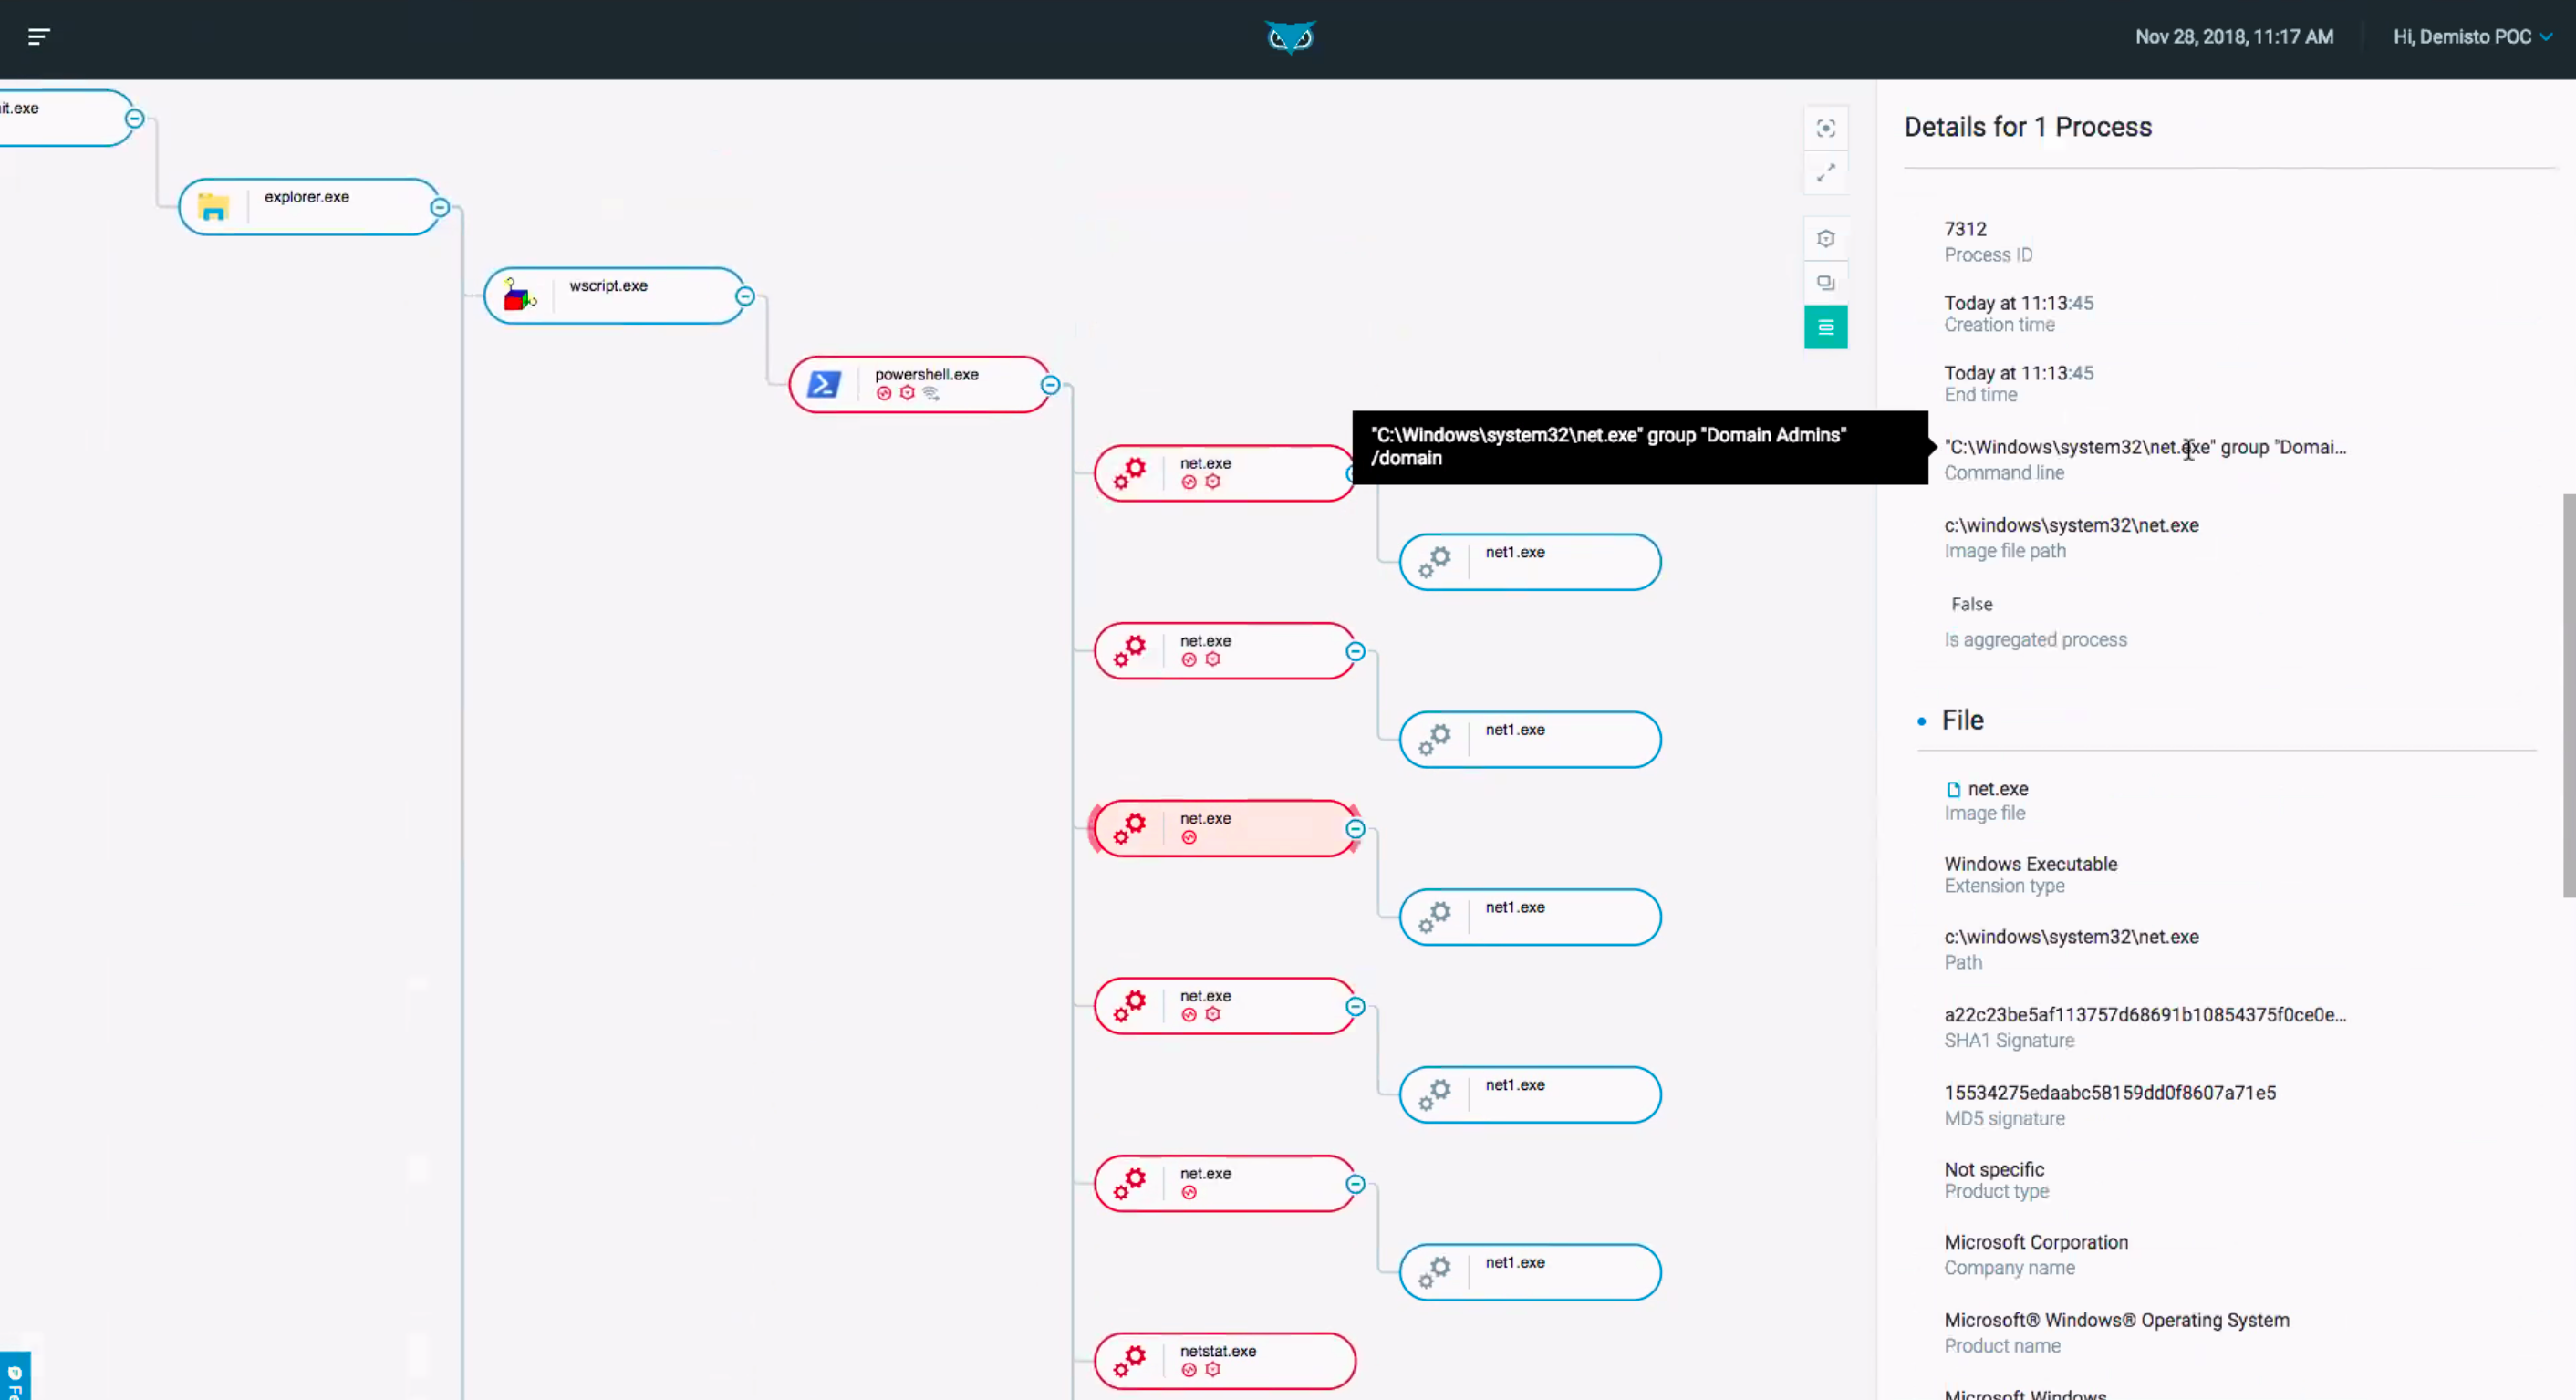 Nov 28, 2018, 11:17 AM
Hi, Demisto POC
it.exe
explorer.exe
wscript.exe
powershell.exe
net.exe
net1.exe
net.exe
net1.exe
net.exe
net1.exe
net.exe
net1.exe
net.exe
net1.exe
netstat.exe
"C:\Windows\system32\net.exe" group "Domain Admins"
/domain
Details for 1 Process
7312
Process ID
Today at 11:13:45
Creation time
Today at 11:13:45
End time
"C:\Windows\system32\net.exe" group "Domai...
Command line
c:\windows\system32\net.exe
Image file path
False
Is aggregated process
File
net.exe
Image file
Windows Executable
Extension type
c:\windows\system32\net.exe
Path
a22c23be5af113757d68691b10854375f0ce0e...
SHA1 Signature
15534275edaabc58159dd0f8607a71e5
MD5 signature
Not specific
Product type
Microsoft Corporation
Company name
Microsoft® Windows® Operating System
Product name
Microsoft Windows
Fe